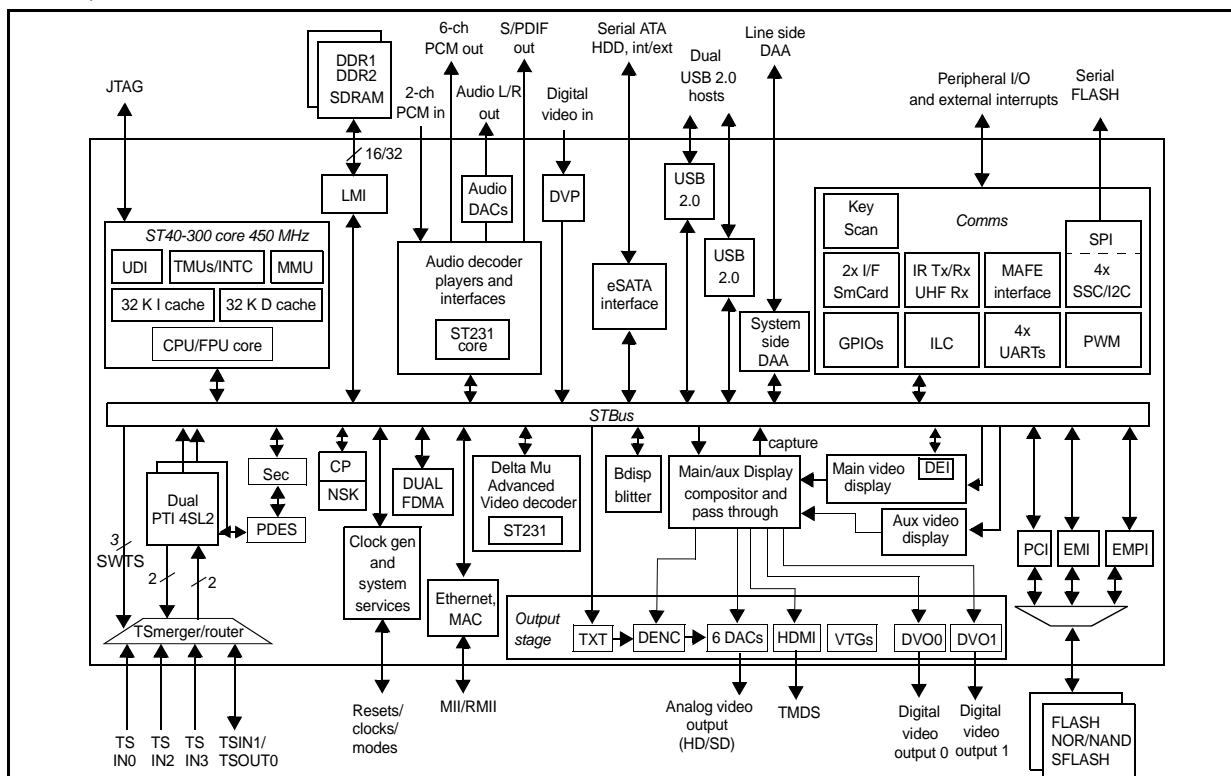 6-ch
PCM out
S/PDIF
out
Serial ATA
HDD, int/ext
Line side
DAA
DDR1
DDR2
SDRAM
JTAG
2-ch
PCM in
Audio L/R
out
Digital
video in
Dual
USB 2.0
hosts
Peripheral I/O
and external interrupts
Serial
FLASH
16/32
LMI
Audio
DACs
DVP
USB
2.0
USB
2.0
ST40-300 core 450 MHz
UDI
TMUs/INTC
MMU
32 K I cache
32 K D cache
CPU/FPU core
Audio decoder
players and
interfaces
ST231
core
eSATA
interface
System
side
DAA
Key
Scan
Comms
SPI
2x I/F
SmCard
IR Tx/Rx
UHF Rx
MAFE
interface
4x
SSC/I2C
GPIOs
ILC
4x
UARTs
PWM
STBus
capture
Dual
PTI 4SL2
Sec
PDES
CP
NSK
DUAL
FDMA
Delta Mu
Advanced
Video decoder
ST231
Bdisp
blitter
Main/aux Display
compositor and
pass through
Main video
display
DEI
Aux video
display
3
SWTS
2
2
Clock gen
and
system
services
Ethernet,
MAC
PCI
EMI
EMPI
TSmerger/router
Output
stage
TXT
DENC
6 DACs
HDMI
VTGs
DVO0
DVO1
TS
IN0
TS
IN2
TS
IN3
TSIN1/
TSOUT0
Resets/
clocks/
modes
MII/RMII
Analog video
output
(HD/SD)
TMDS
Digital
video
output 0
Digital
video
output 1
FLASH
NOR/NAND
SFLASH